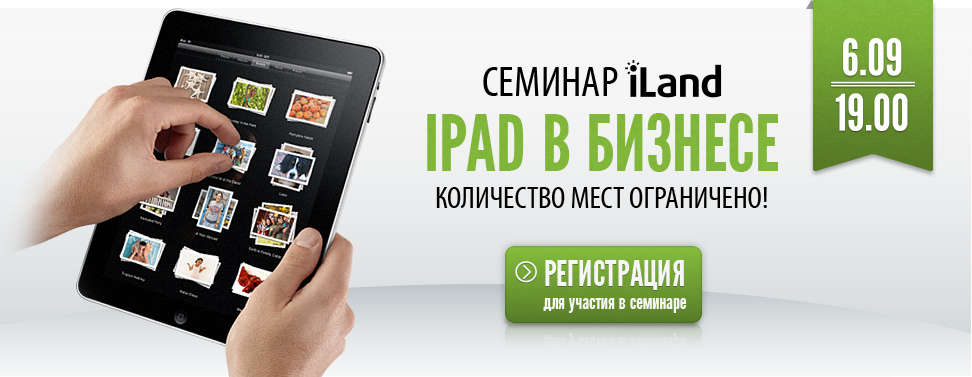 СЕМИНАР iLand
IPAD В БИЗНЕСЕ
КОЛИЧЕСТВО МЕСТ ОГРАНИЧЕНО!
6.09
19.00
РЕГИСТРАЦИЯ
для участия в семинаре